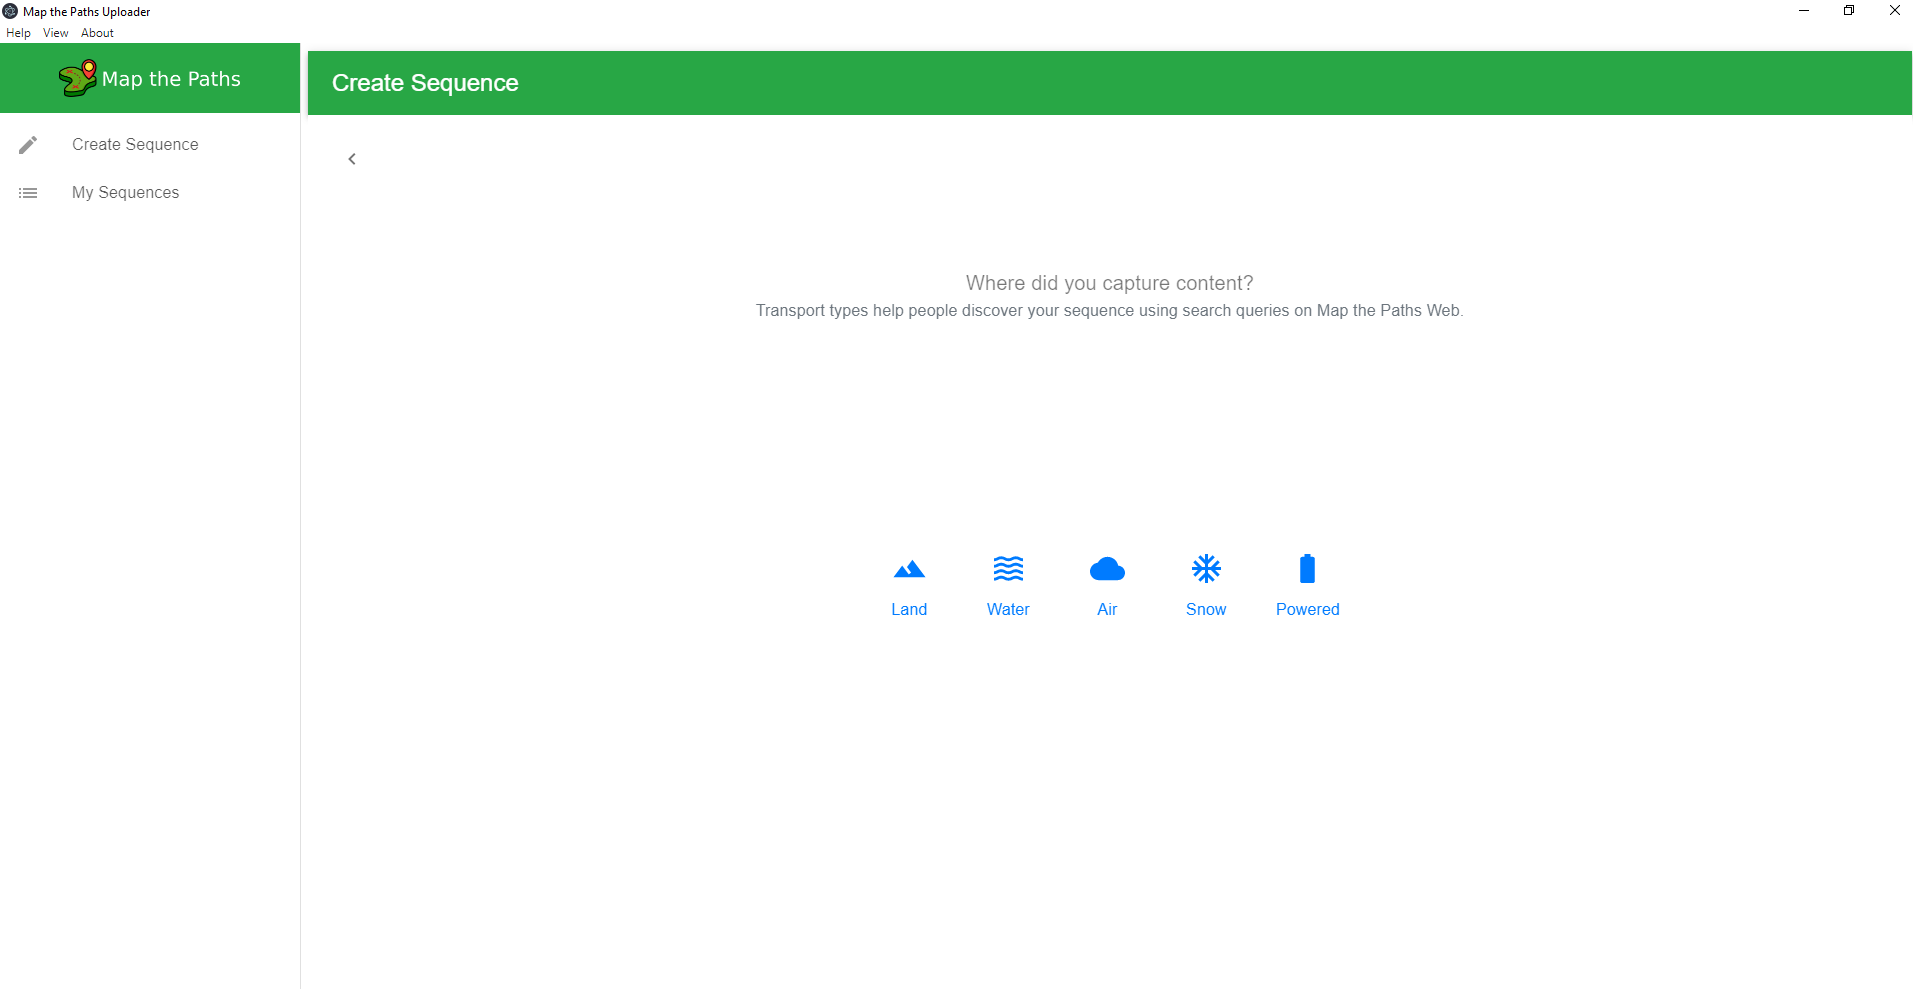 Map the Paths Uploader
Help View About
Map the Paths
Create Sequence
Create Sequence
My Sequences
Where did you capture content?
Transport types help people discover your sequence using search queries on Map the Paths Web.
Land Water Air Snow Powered